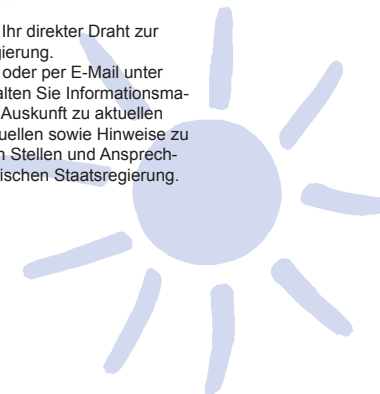 Ihr direkter Draht zur
gierung.
oder per E-Mail unter
alten Sie Informationsma-
Auskunft zu aktuellen
uellen sowie Hinweise zu
n Stellen und Ansprech-
rischen Staatsregierung.